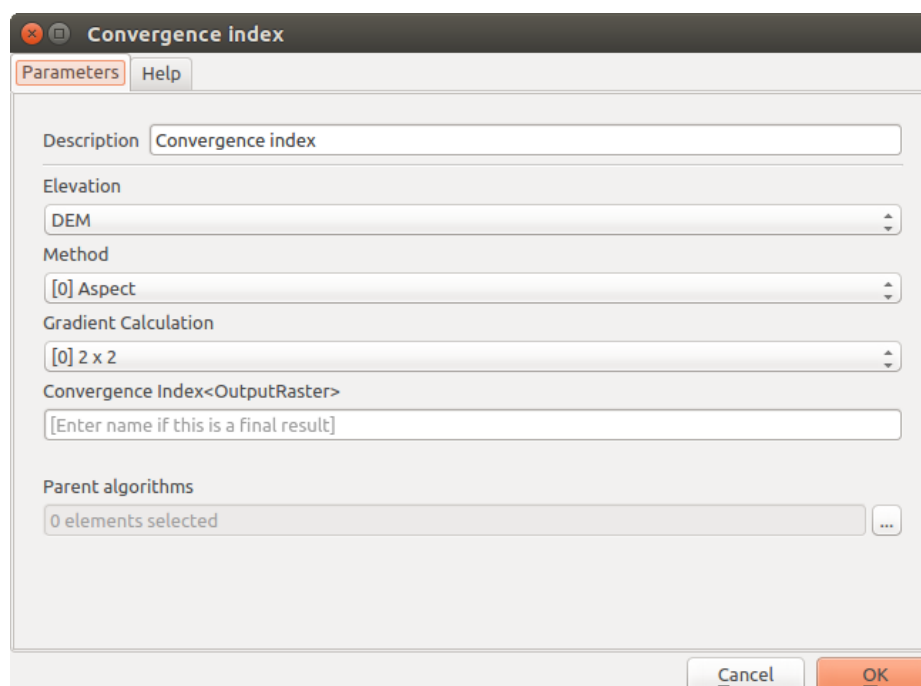 Convergence index
Parameters Help
Description Convergence index
Elevation
DEM
Method
[0] Aspect
Gradient Calculation
[0] 2 x 2
Convergence Index<OutputRaster>
[Enter name if this is a final result]
Parent algorithms
0 elements selected ...
Cancel OK